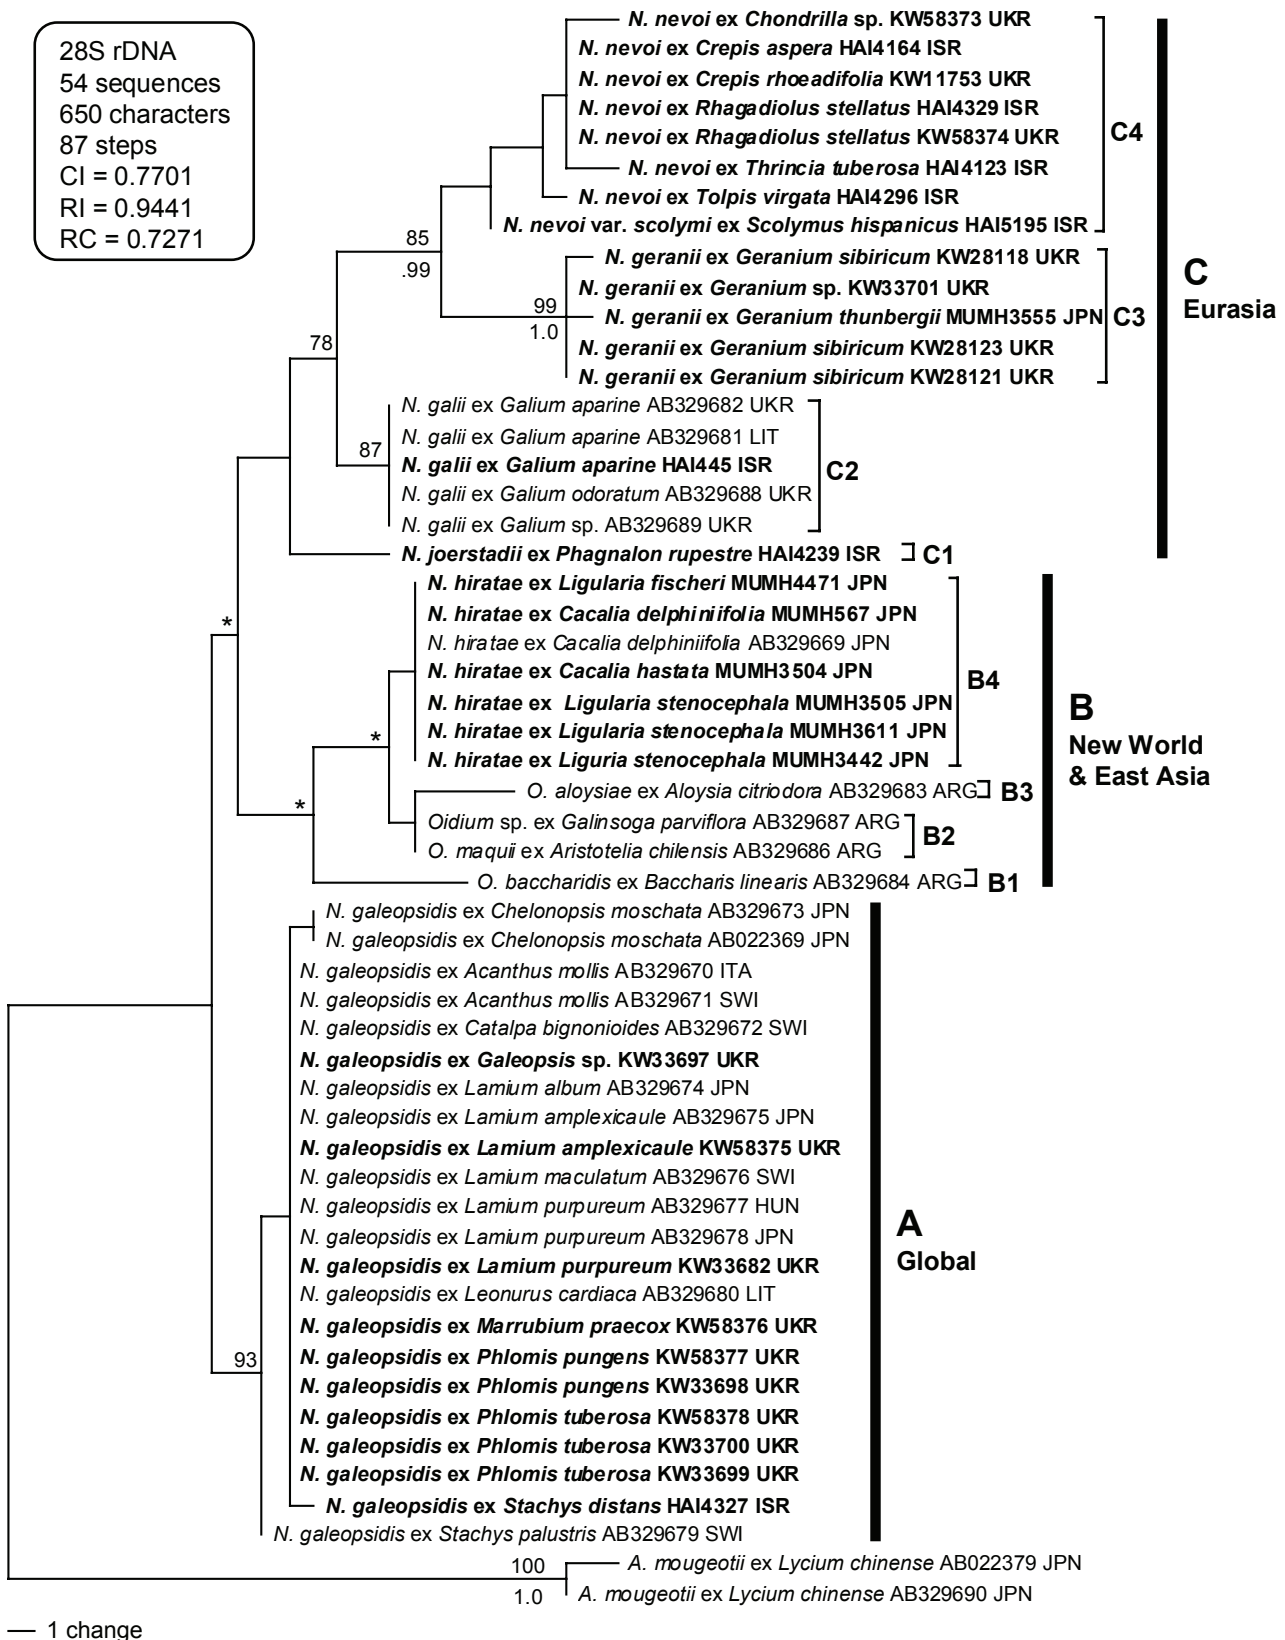 28S rDNA
54 sequences
650 characters
87 steps
CI = 0.7701
RI = 0.9441
RC = 0.7271
N. nevoi ex Chondrilla sp. KW58373 UKR
N. nevoi ex Crepis aspera HAI4164 ISR
N. nevoi ex Crepis rhoeadifolia KW11753 UKR
N. nevoi ex Rhagadiolus stellatus HAI4329 ISR
N. nevoi ex Rhagadiolus stellatus KW58374 UKR
N. nevoi ex Thrincia tuberosa HAI4123 ISR
N. nevoi ex Tolpis virgata HAI4296 ISR
N. nevoi var. scolymi ex Scolymus hispanicus HAI5195 ISR
C4
85
.99
N. geranii ex Geranium sibiricum KW28118 UKR
N. geranii ex Geranium sp. KW33701 UKR
N. geranii ex Geranium thunbergii MUMH3555 JPN
N. geranii ex Geranium sibiricum KW28123 UKR
N. geranii ex Geranium sibiricum KW28121 UKR
C3
99
1.0
C
Eurasia
78
N. galii ex Galium aparine AB329682 UKR
N. galii ex Galium aparine AB329681 LIT
N. galii ex Galium aparine HAI445 ISR
N. galii ex Galium odoratum AB329688 UKR
N. galii ex Galium sp. AB329689 UKR
87
C2
N. joerstadii ex Phagnalon rupestre HAI4239 ISR
C1
*
N. hiratae ex Ligularia fischeri MUMH4471 JPN
N. hiratae ex Cacalia delphiniifolia MUMH567 JPN
N. hiratae ex Cacalia delphiniifolia AB329669 JPN
N. hiratae ex Cacalia hastata MUMH3504 JPN
N. hiratae ex Ligularia stenocephala MUMH3505 JPN
N. hiratae ex Ligularia stenocephala MUMH3611 JPN
N. hiratae ex Liguria stenocephala MUMH3442 JPN
B4
*
*
B
New World
& East Asia
O. aloysiae ex Aloysia citriodora AB329683 ARG
B3
Oidium sp. ex Galinsoga parviflora AB329687 ARG
O. maquii ex Aristotelia chilensis AB329686 ARG
B2
O. baccharidis ex Baccharis linearis AB329684 ARG
B1
N. galeopsidis ex Chelonopsis moschata AB329673 JPN
N. galeopsidis ex Chelonopsis moschata AB022369 JPN
N. galeopsidis ex Acanthus mollis AB329670 ITA
N. galeopsidis ex Acanthus mollis AB329671 SWI
N. galeopsidis ex Catalpa bignonioides AB329672 SWI
N. galeopsidis ex Galeopsis sp. KW33697 UKR
N. galeopsidis ex Lamium album AB329674 JPN
N. galeopsidis ex Lamium amplexicaule AB329675 JPN
N. galeopsidis ex Lamium amplexicaule KW58375 UKR
N. galeopsidis ex Lamium maculatum AB329676 SWI
N. galeopsidis ex Lamium purpureum AB329677 HUN
N. galeopsidis ex Lamium purpureum AB329678 JPN
N. galeopsidis ex Lamium purpureum KW33682 UKR
N. galeopsidis ex Leonurus cardiaca AB329680 LIT
N. galeopsidis ex Marrubium praecox KW58376 UKR
N. galeopsidis ex Phlomis pungens KW58377 UKR
N. galeopsidis ex Phlomis pungens KW33698 UKR
N. galeopsidis ex Phlomis tuberosa KW58378 UKR
N. galeopsidis ex Phlomis tuberosa KW33700 UKR
N. galeopsidis ex Phlomis tuberosa KW33699 UKR
N. galeopsidis ex Stachys distans HAI4327 ISR
N. galeopsidis ex Stachys palustris AB329679 SWI
A
Global
93
A. mougeotii ex Lycium chinense AB022379 JPN
A. mougeotii ex Lycium chinense AB329690 JPN
100
1.0
1 change